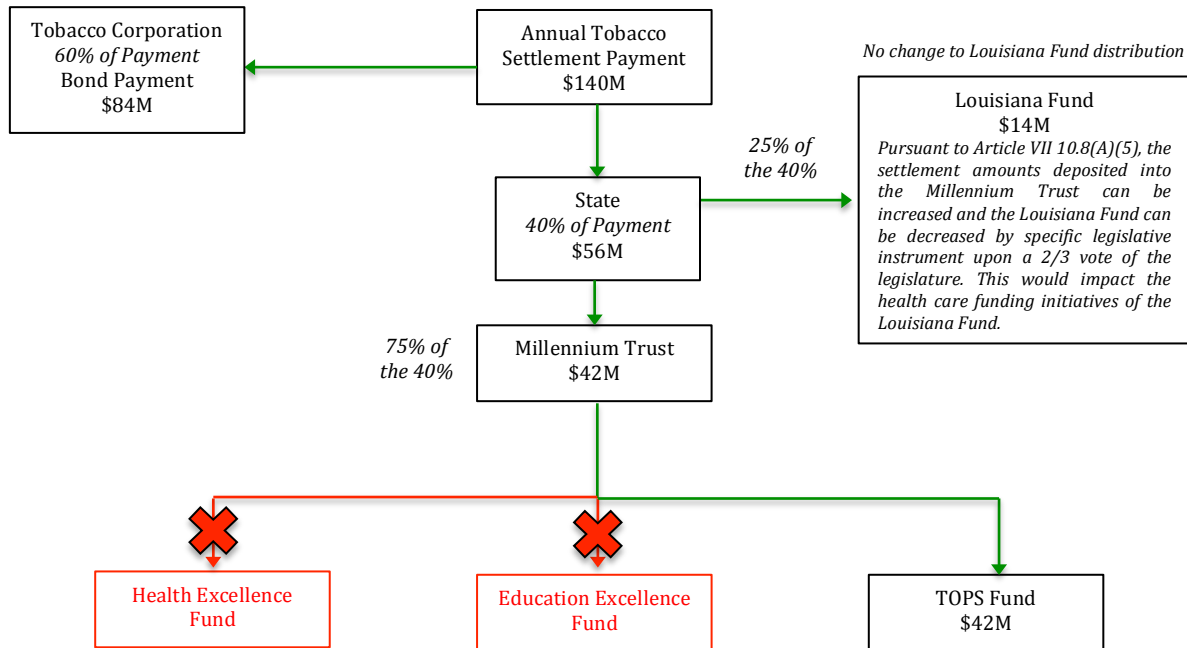 Tobacco Corporation
60% of Payment
Bond Payment
$84M
Annual Tobacco
Settlement Payment
$140M
No change to Louisiana Fund distribution
Louisiana Fund
$14M
Pursuant to Article VII 10.8(A)(5), the
settlement amounts deposited into
the Millennium Trust can be
increased and the Louisiana Fund can
be decreased by specific legislative
instrument upon a 2/3 vote of the
legislature. This would impact the
health care funding initiatives of the
Louisiana Fund.
25% of
the 40%
State
40% of Payment
$56M
75% of
the 40%
Millennium Trust
$42M
Health Excellence
Fund
Education Excellence
Fund
TOPS Fund
$42M